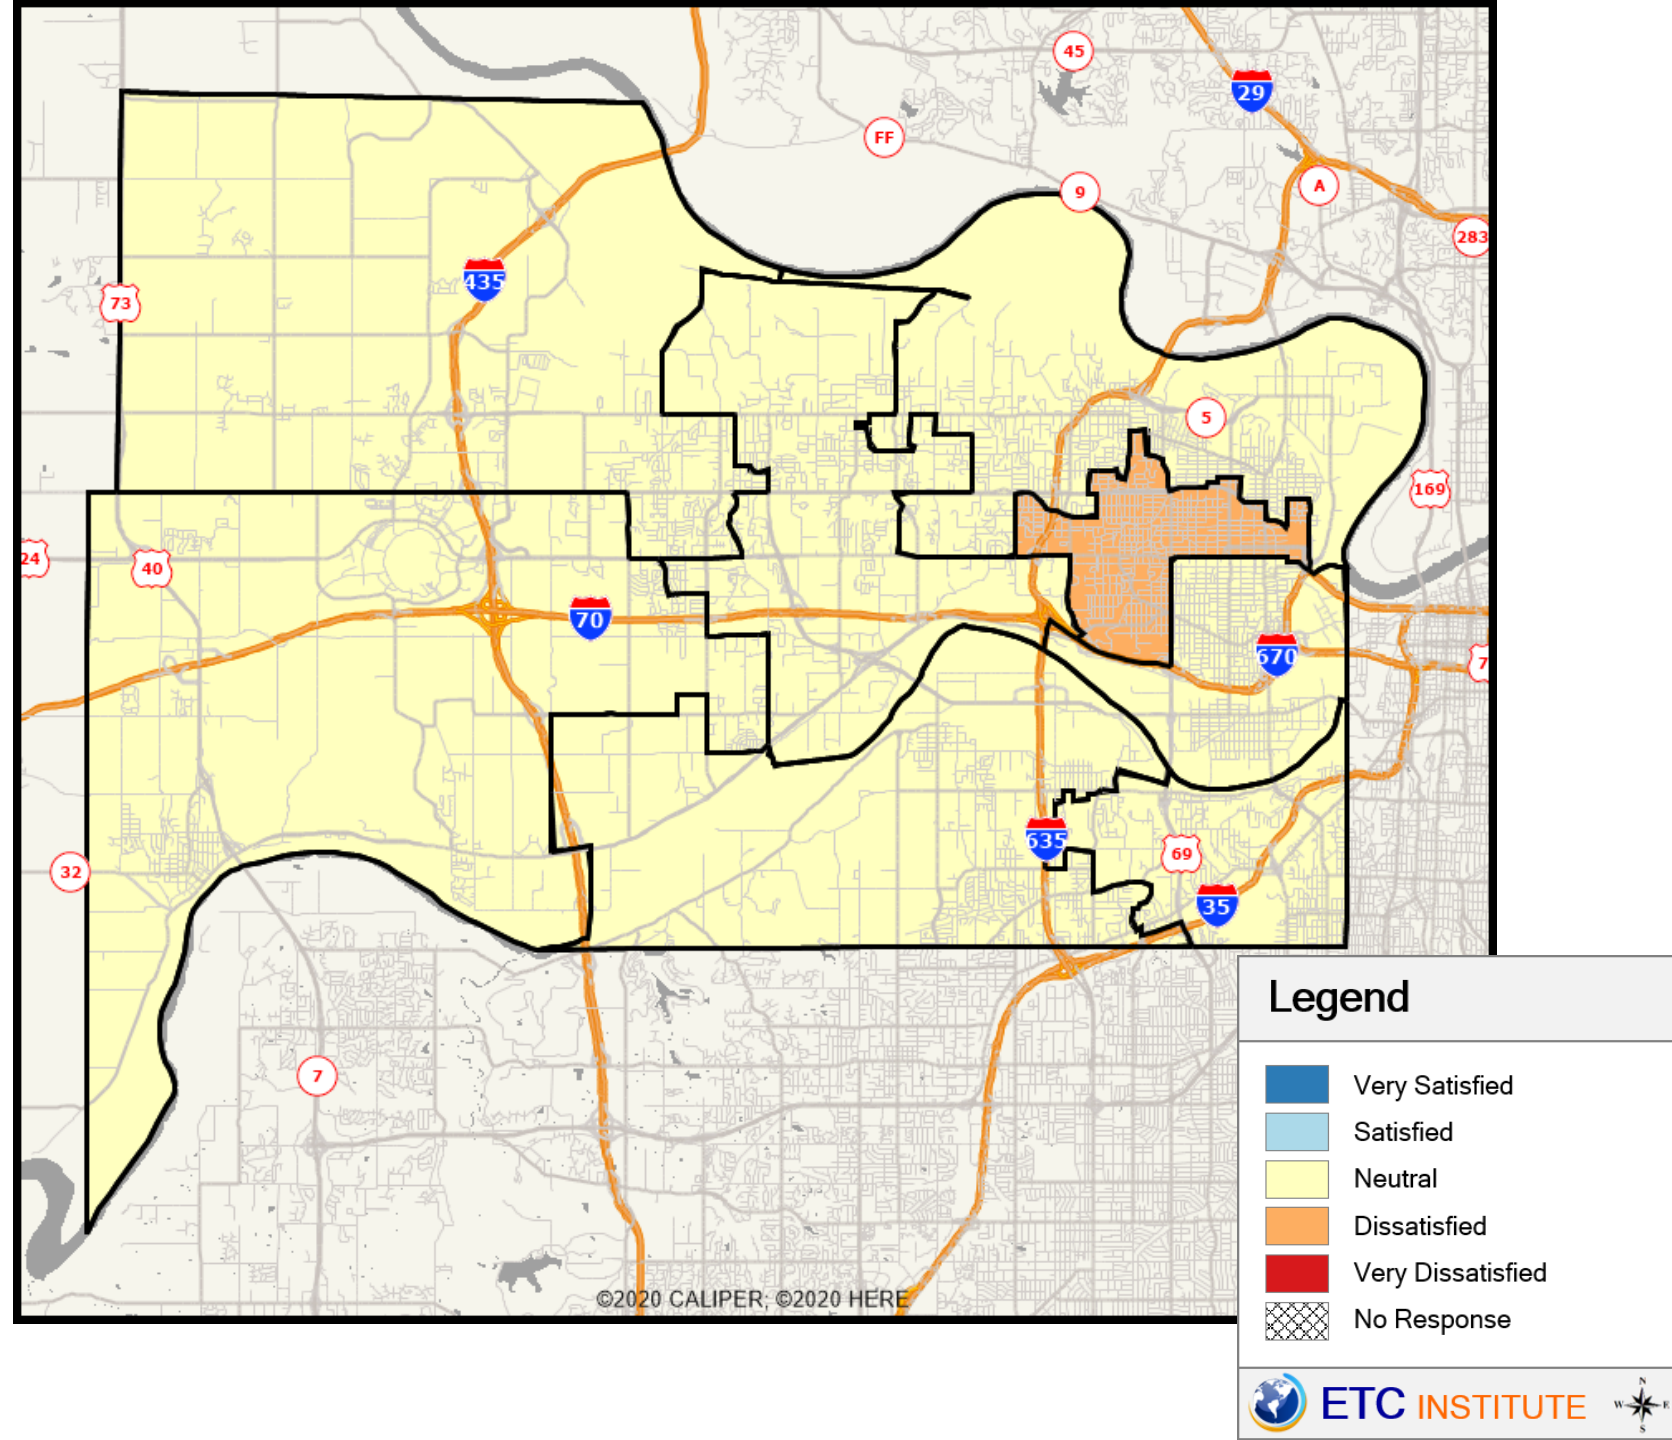 45
29
FF
A
9
283
435
73
5
169
24
40
70
670
7
32
635
69
35
7
©2020 CALIPER; ©2020 HERE
Legend
Very Satisfied
Satisfied
Neutral
Dissatisfied
Very Dissatisfied
No Response
ETC INSTITUTE
N
W E
S